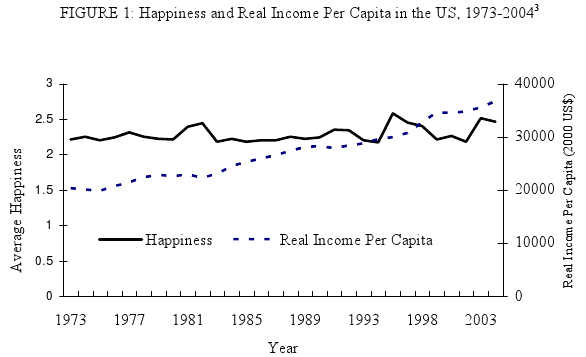 FIGURE 1: Happiness and Real Income Per Capita in the US, 1973-2004³
Average Happiness
3
2.5
2
1.5
1
0.5
0
40000
30000
20000
10000
0
Real Income Per Capita (2000 US$)
Happiness
Real Income Per Capita
1973 1977 1981 1985 1989 1993 1998 2003
Year